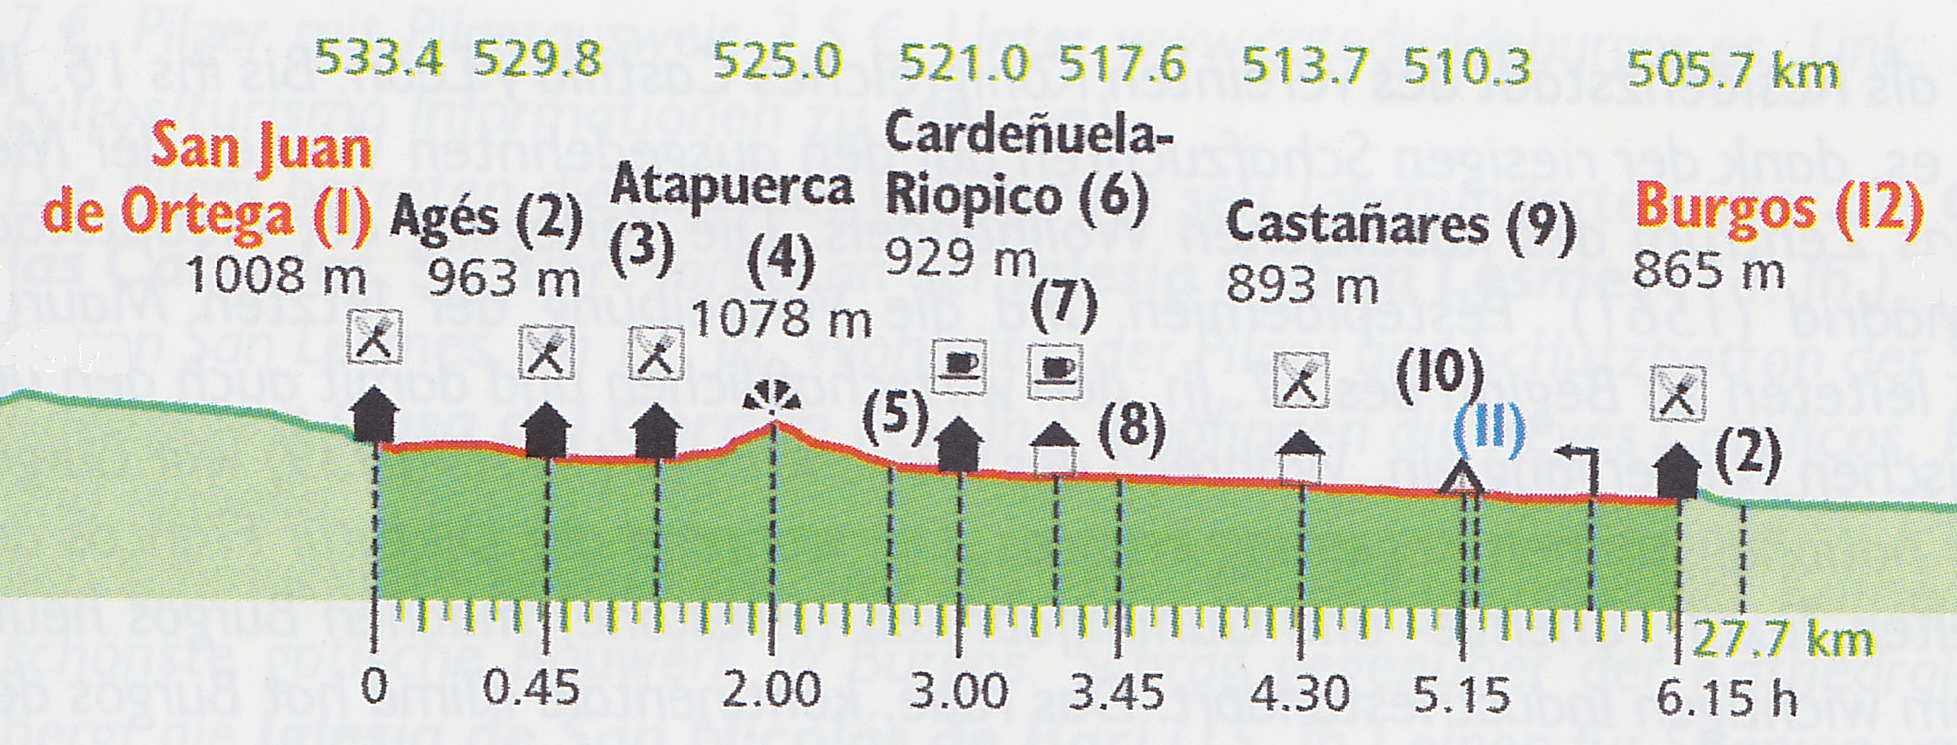 533.4 529.8 525.0 521.0 517.6 513.7 510.3 505.7 km
San Juan
de Ortega (1)
1008 m
Agés (2)
963 m
Atapuerca
(3)
(4)
1078 m
Cardeñuela-
Riopico (6)
929 m
(7)
Castañares (9)
893 m
Burgos (12)
865 m
(5)
(8)
(10)
(11)
(2)
27.7 km
0 0.45 2.00 3.00 3.45 4.30 5.15 6.15 h